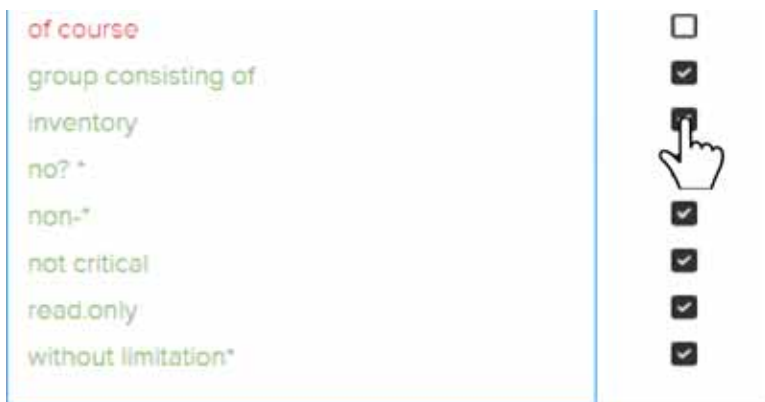 of course
group consisting of
inventory
no? *
non-*
not critical
read.only
without limitation*